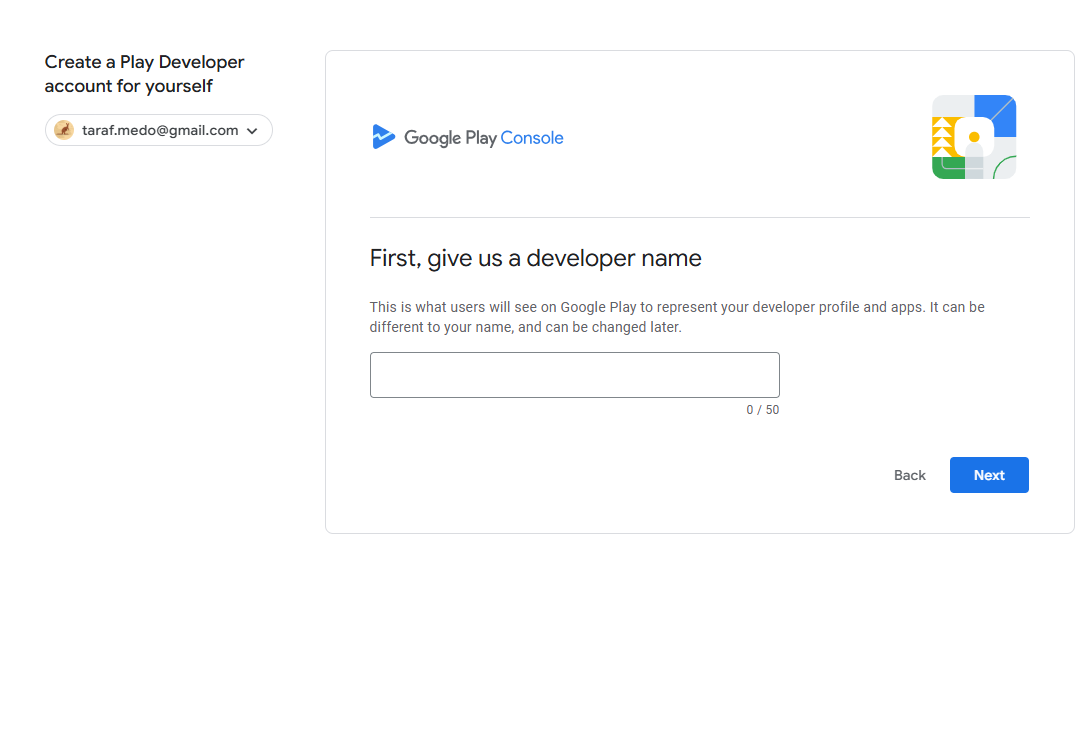 Create a Play Developer
account for yourself
taraf.medo@gmail.com
Google Play Console
First, give us a developer name
This is what users will see on Google Play to represent your developer profile and apps. It can be
different to your name, and can be changed later.
0 / 50
Back
Next